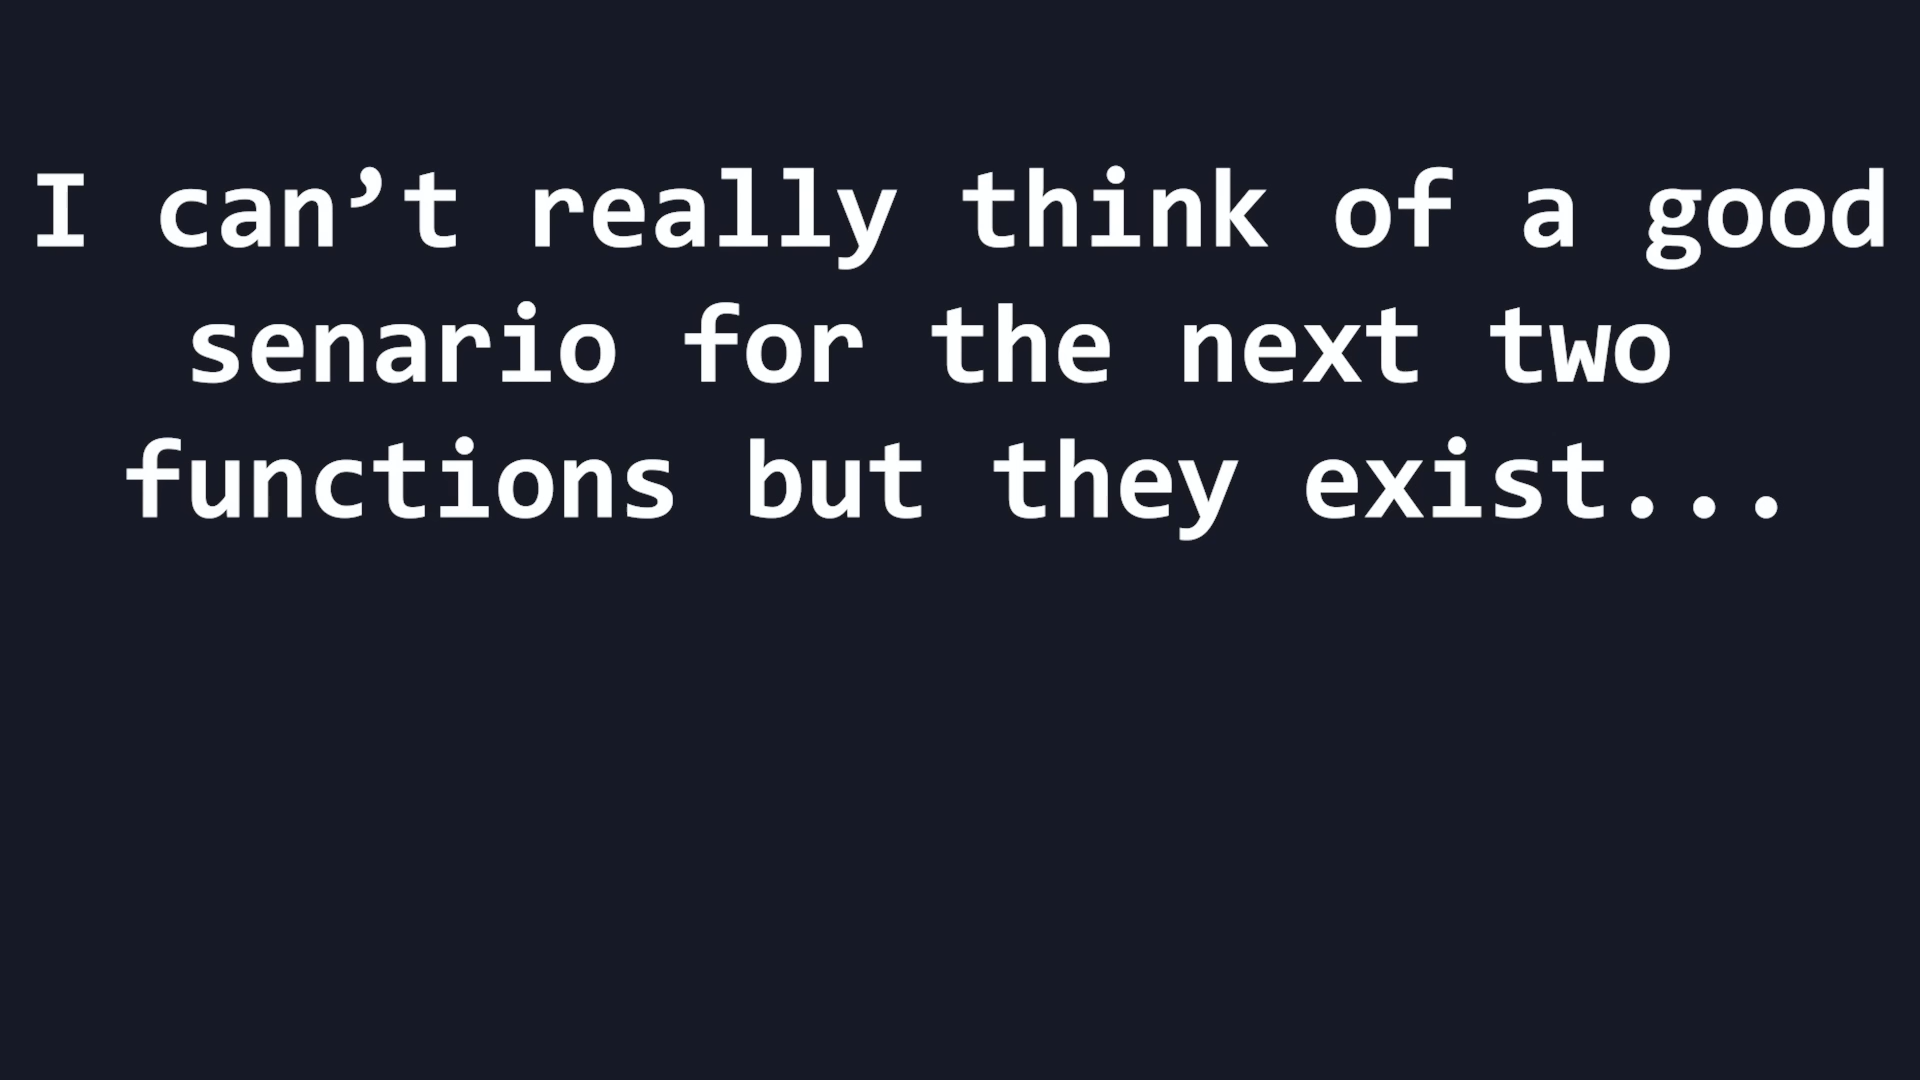 I can’t really think of a good
senario for the next two
functions but they exist...